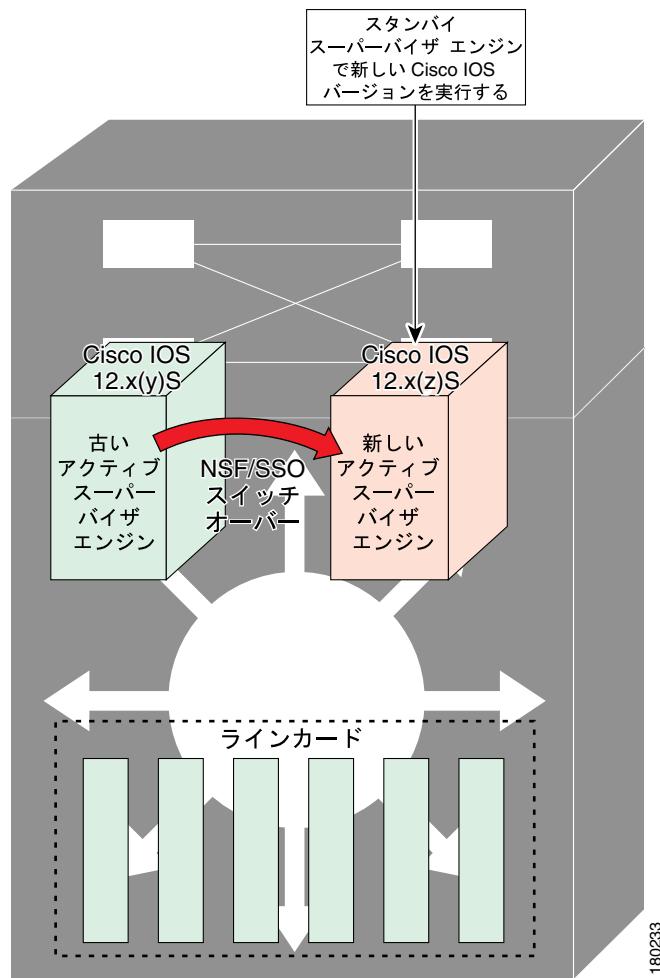 スタンバイ
スーパーバイザ エンジン
で新しい Cisco IOS
バージョンを実行する
Cisco IOS
12.x(y)S
Cisco IOS
12.x(z)S
古い
アクティブ
スーパー
バイザ
エンジン
NSF/SSO
スイッチ
オーバー
新しい
アクティブ
スーパー
バイザ
エンジン
ラインカード
180233